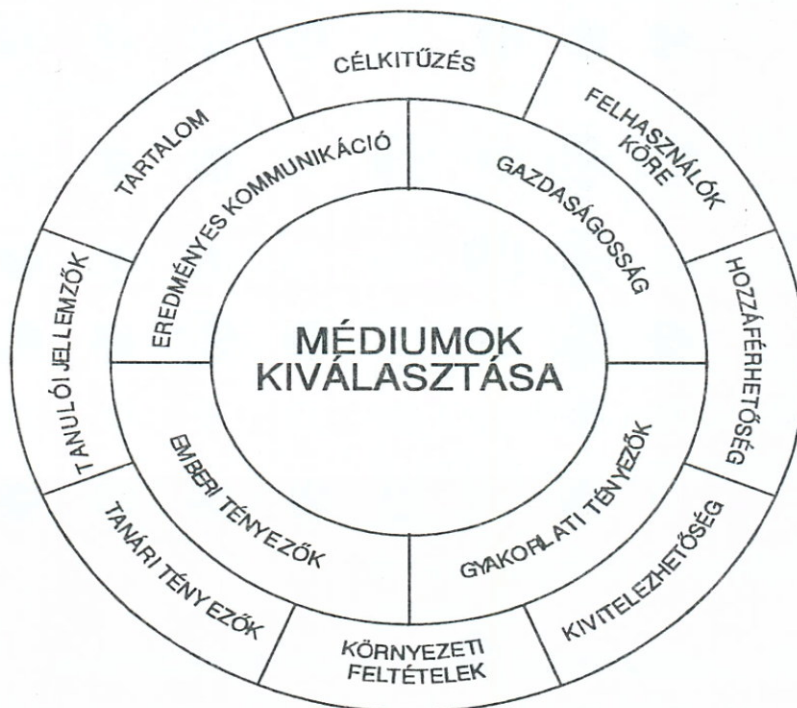 CÉLKITŰZÉS
FELHASZNÁLÓK
KÖRE
HOZZÁFÉRHETŐSÉG
KIVITELEZHETŐSÉG
KÖRNYEZETI
FELTÉTELEK
TANÁRI TÉNYEZŐK
TANULÓI JELLEMZŐK
TARTALOM
EREDMÉNYES KOMMUNIKÁCIÓ
GAZDASÁGOSSÁG
GYAKORLATI TÉNYEZŐK
EMBERI TÉNYEZŐK
MÉDIUMOK
KIVÁLASZTÁSA